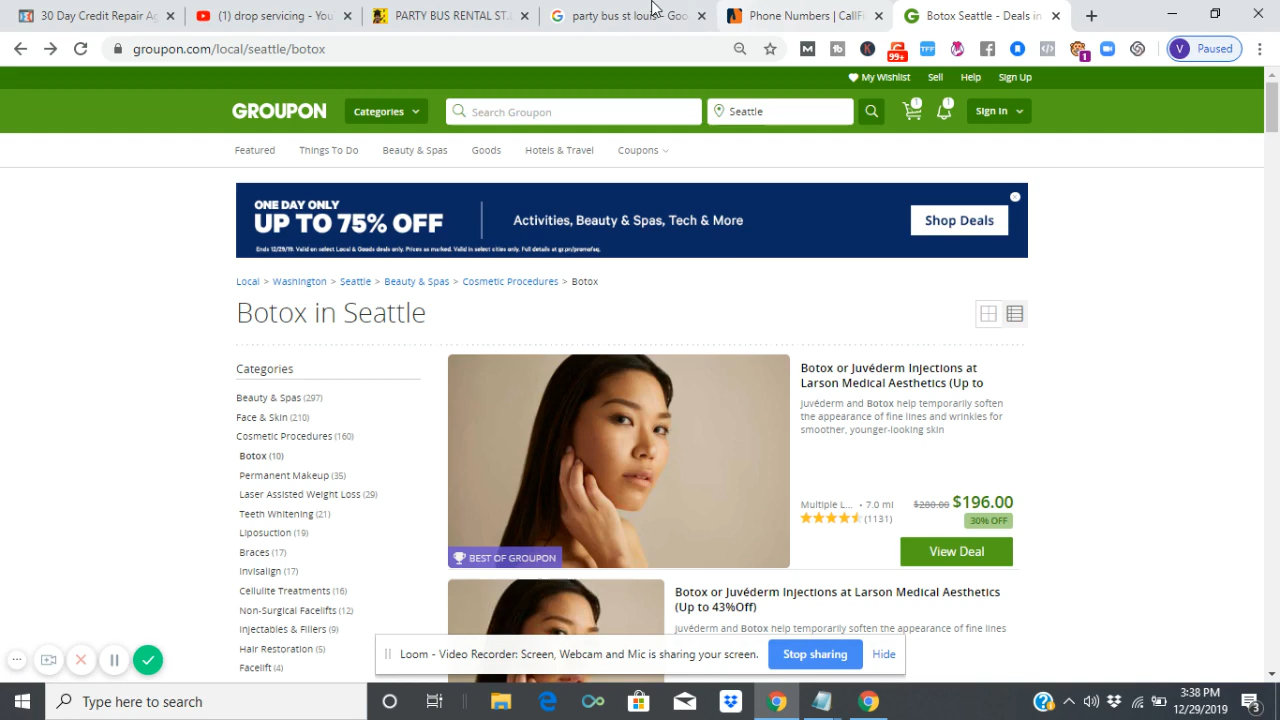 30 Day Credit Repair Ag
(1) drop servicing -
PARTY BUS RENTAL ST.
party bus st louis - Goo
Phone Numbers | CallFi
Botox in Seattle - Deals in
groupon.com/local/seattle/botox
99+
TFF
1
V Paused
My Wishlist Sell Help Sign Up
GROUPON Categories Search Groupon Seattle 1 1 Sign In
Featured Things To Do Beauty & Spas Goods Hotels & Travel Coupons
ONE DAY ONLY
UP TO 75% OFF
Activities, Beauty & Spas, Tech & More
Shop Deals
Ends 12/29/19. Valid on select Local & Goods deals only. Prices as marked. Valid in select cities only. Full details at gr.pn/promofaq.
Local > Washington > Seattle > Beauty & Spas > Cosmetic Procedures > Botox
Botox in Seattle
Categories
Beauty & Spas (297)
Face & Skin (210)
Cosmetic Procedures (160)
Botox (10)
Permanent Makeup (35)
Laser Assisted Weight Loss (29)
Teeth Whitening (21)
Liposuction (19)
Braces (17)
Invisalign (17)
Cellulite Treatments (16)
Non-Surgical Facelifts (12)
Injectables & Fillers (9)
Hair Restoration (5)
Facelift (4)
BEST OF GROUPON
Botox or Juvéderm Injections at
Larson Medical Aesthetics (Up to
Juvéderm and Botox help temporarily soften
the appearance of fine lines and wrinkles for
smoother, younger-looking skin
Multiple L... • 7.0 mi
$280.00 $196.00
(1131)
30% OFF
View Deal
Botox or Juvéderm Injections at Larson Medical Aesthetics
(Up to 43%Off)
Juvéderm and Botox help temporarily soften the appearance of fine lines
Loom - Video Recorder: Screen, Webcam and Mic is sharing your screen.
Stop sharing
Hide
Type here to search
3:38 PM
12/29/2019
3